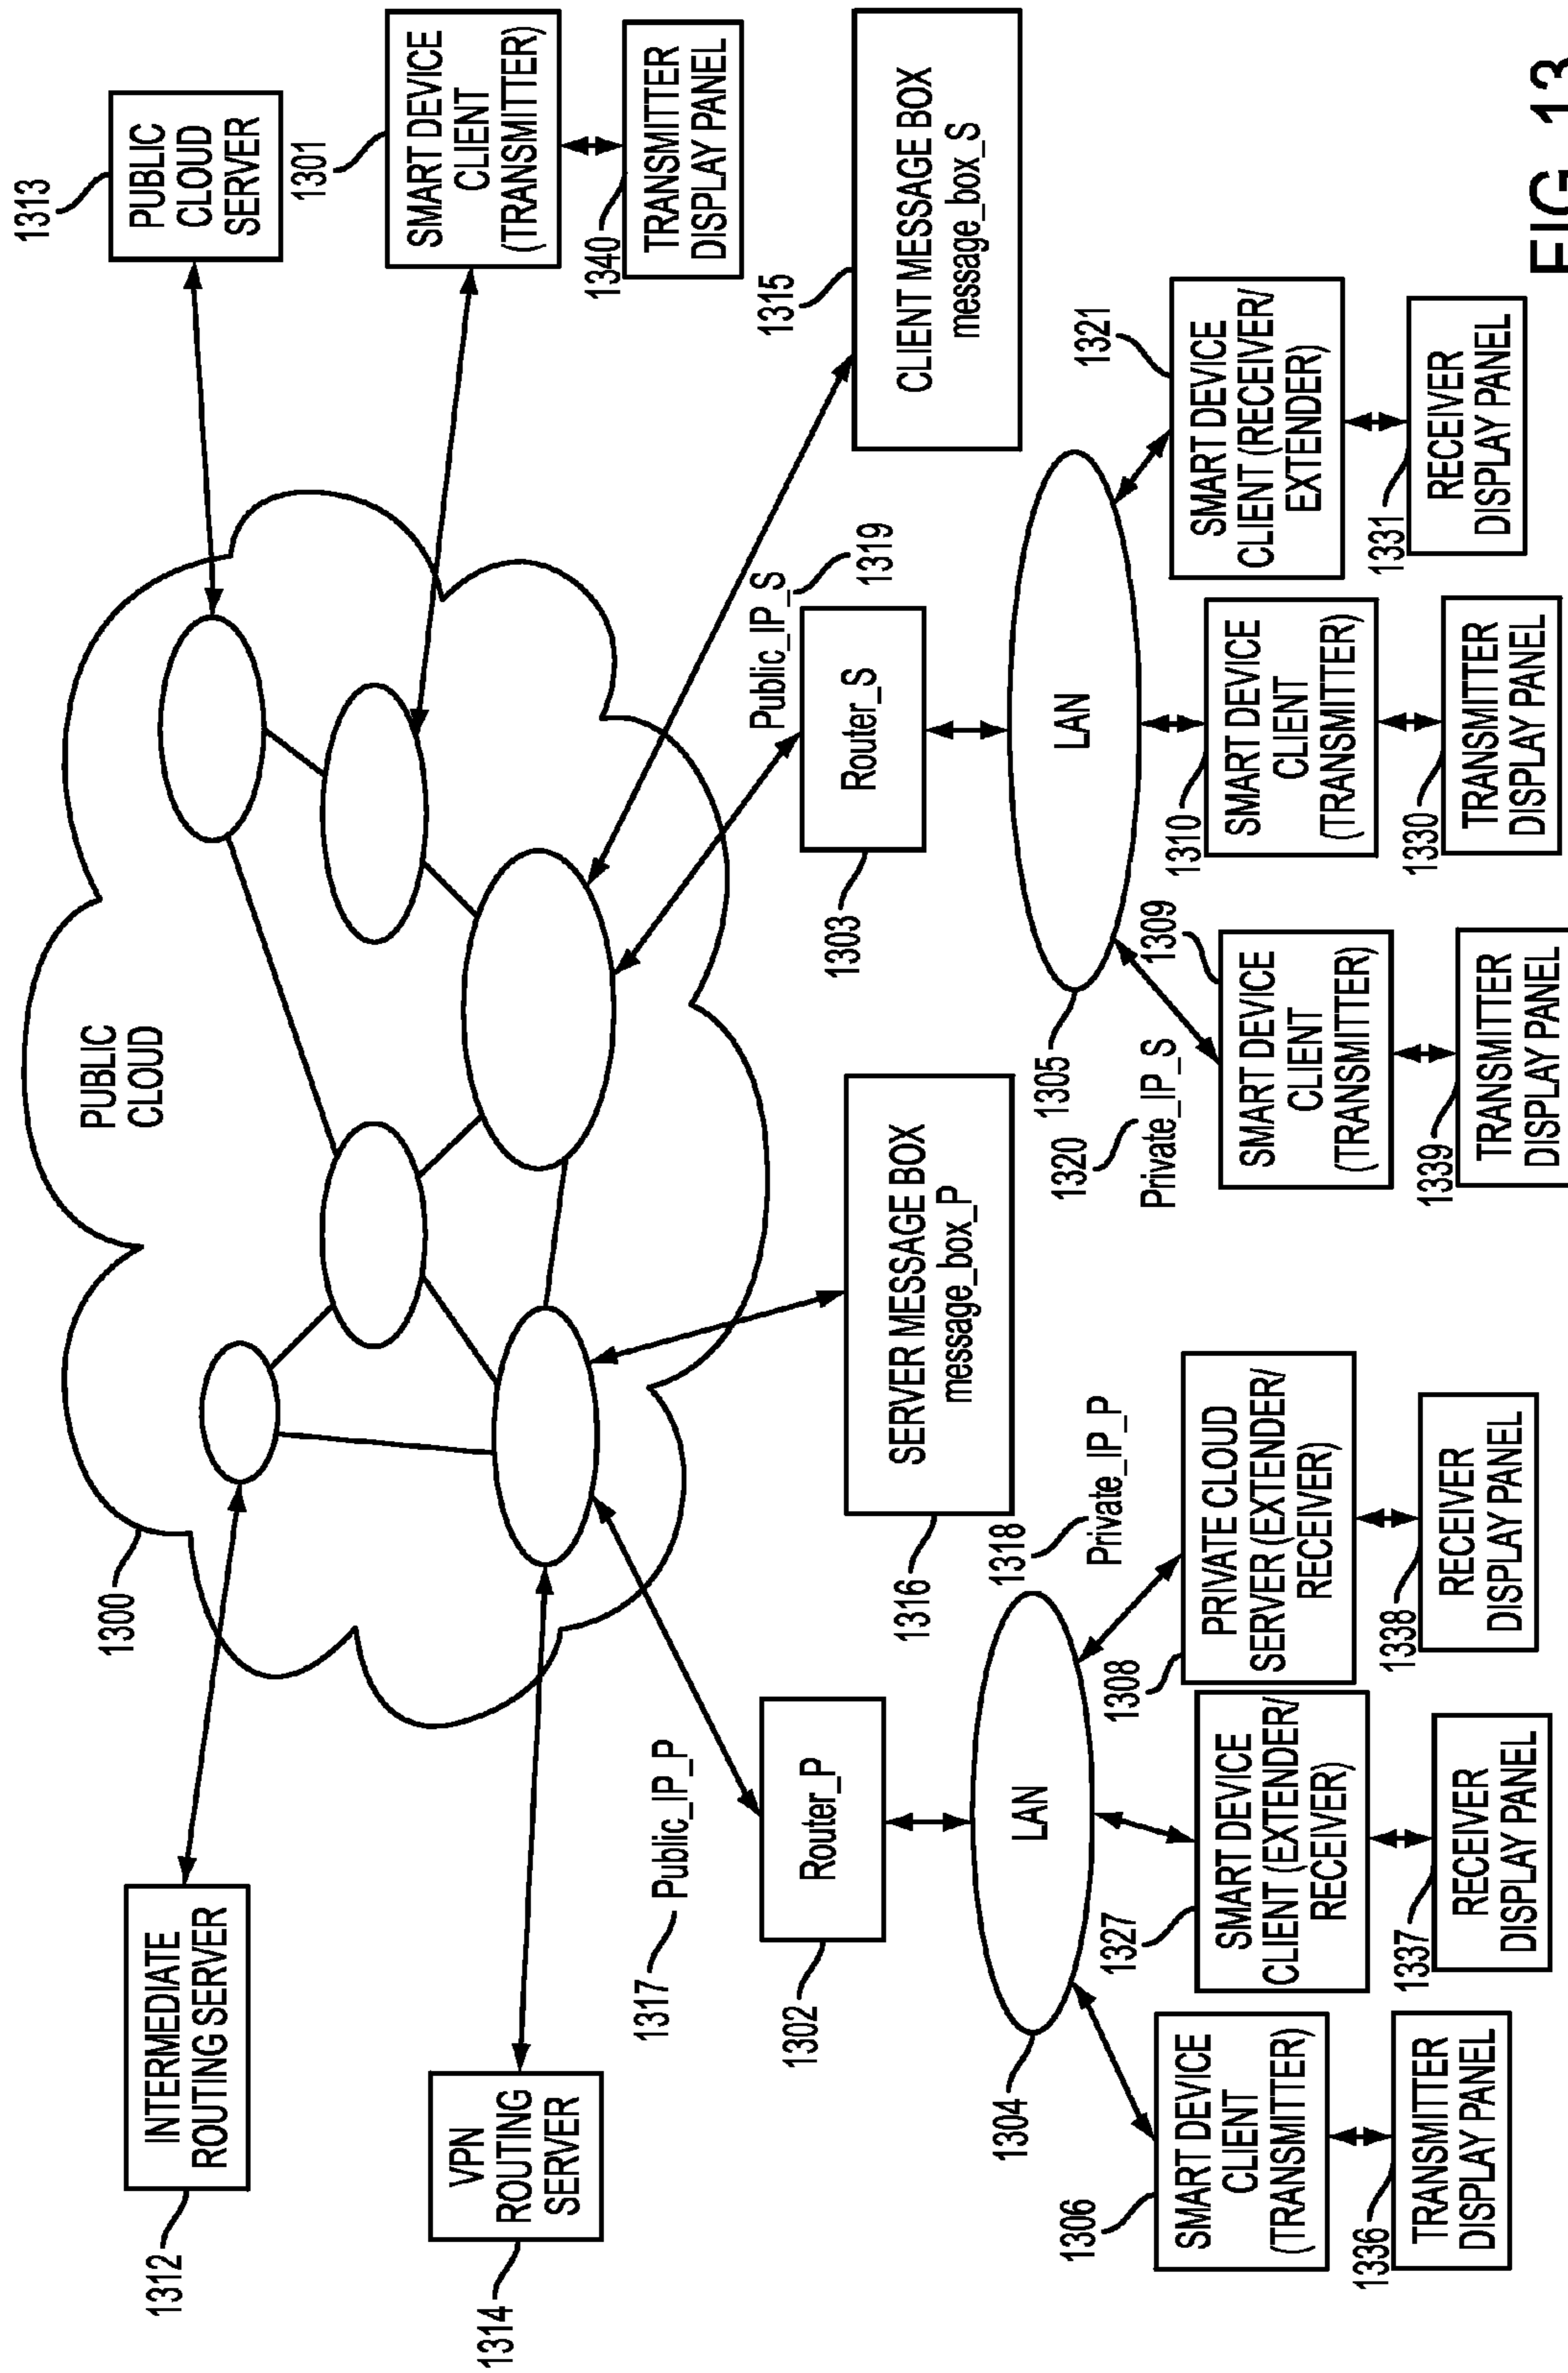 1312
INTERMEDIATE
ROUTING SERVER
1314
VPN
ROUTING
SERVER
1300
PUBLIC
CLOUD
1313
PUBLIC
CLOUD
SERVER
1301
SMART DEVICE
CLIENT
(TRANSMITTER)
1340
TRANSMITTER
DISPLAY PANEL
1317
Public_IP_P
1302
Router_P
1316
SERVER MESSAGE BOX
message_box_P
Public_IP_S
1319
1303
Router_S
1315
CLIENT MESSAGE BOX
message_box_S
1304
LAN
1318
Private_IP_P
1306
SMART DEVICE
CLIENT
(TRANSMITTER)
1336
TRANSMITTER
DISPLAY PANEL
1327
SMART DEVICE
CLIENT (EXTENDER/
RECEIVER)
1337
RECEIVER
DISPLAY PANEL
1308
PRIVATE CLOUD
SERVER (EXTENDER/
RECEIVER)
1338
RECEIVER
DISPLAY PANEL
1305
LAN
1320
Private_IP_S
1309
SMART DEVICE
CLIENT
(TRANSMITTER)
1339
TRANSMITTER
DISPLAY PANEL
1310
SMART DEVICE
CLIENT
(TRANSMITTER)
1330
TRANSMITTER
DISPLAY PANEL
1321
SMART DEVICE
CLIENT (RECEIVER/
EXTENDER)
1331
RECEIVER
DISPLAY PANEL
FIG. 13